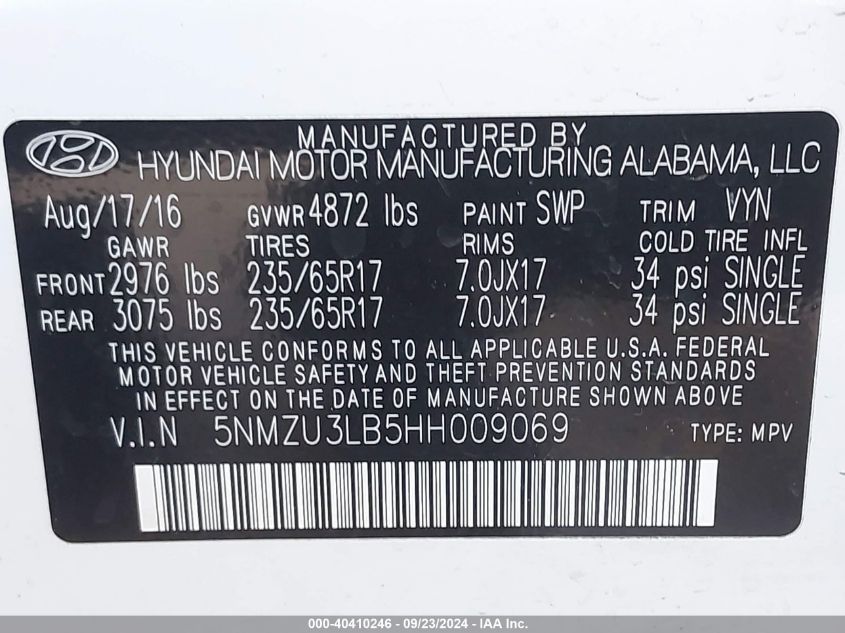 MANUFACTURED BY
HYUNDAI MOTOR MANUFACTURING ALABAMA, LLC
Aug/17/16 GVWR 4872 lbs PAINT SWP TRIM VYN
GAWR TIRES RIMS COLD TIRE INFL
FRONT 2976 lbs 235/65R17 7.0JX17 34 psi SINGLE
REAR 3075 lbs 235/65R17 7.0JX17 34 psi SINGLE
THIS VEHICLE CONFORMS TO ALL APPLICABLE U.S.A. FEDERAL
MOTOR VEHICLE SAFETY AND THEFT PREVENTION STANDARDS
IN EFFECT ON THE DATE OF MANUFACTURE SHOWN ABOVE
V.I.N 5NMZU3LB5HH009069 TYPE: MPV
000-40410246 - 09/23/2024 - IAA Inc.